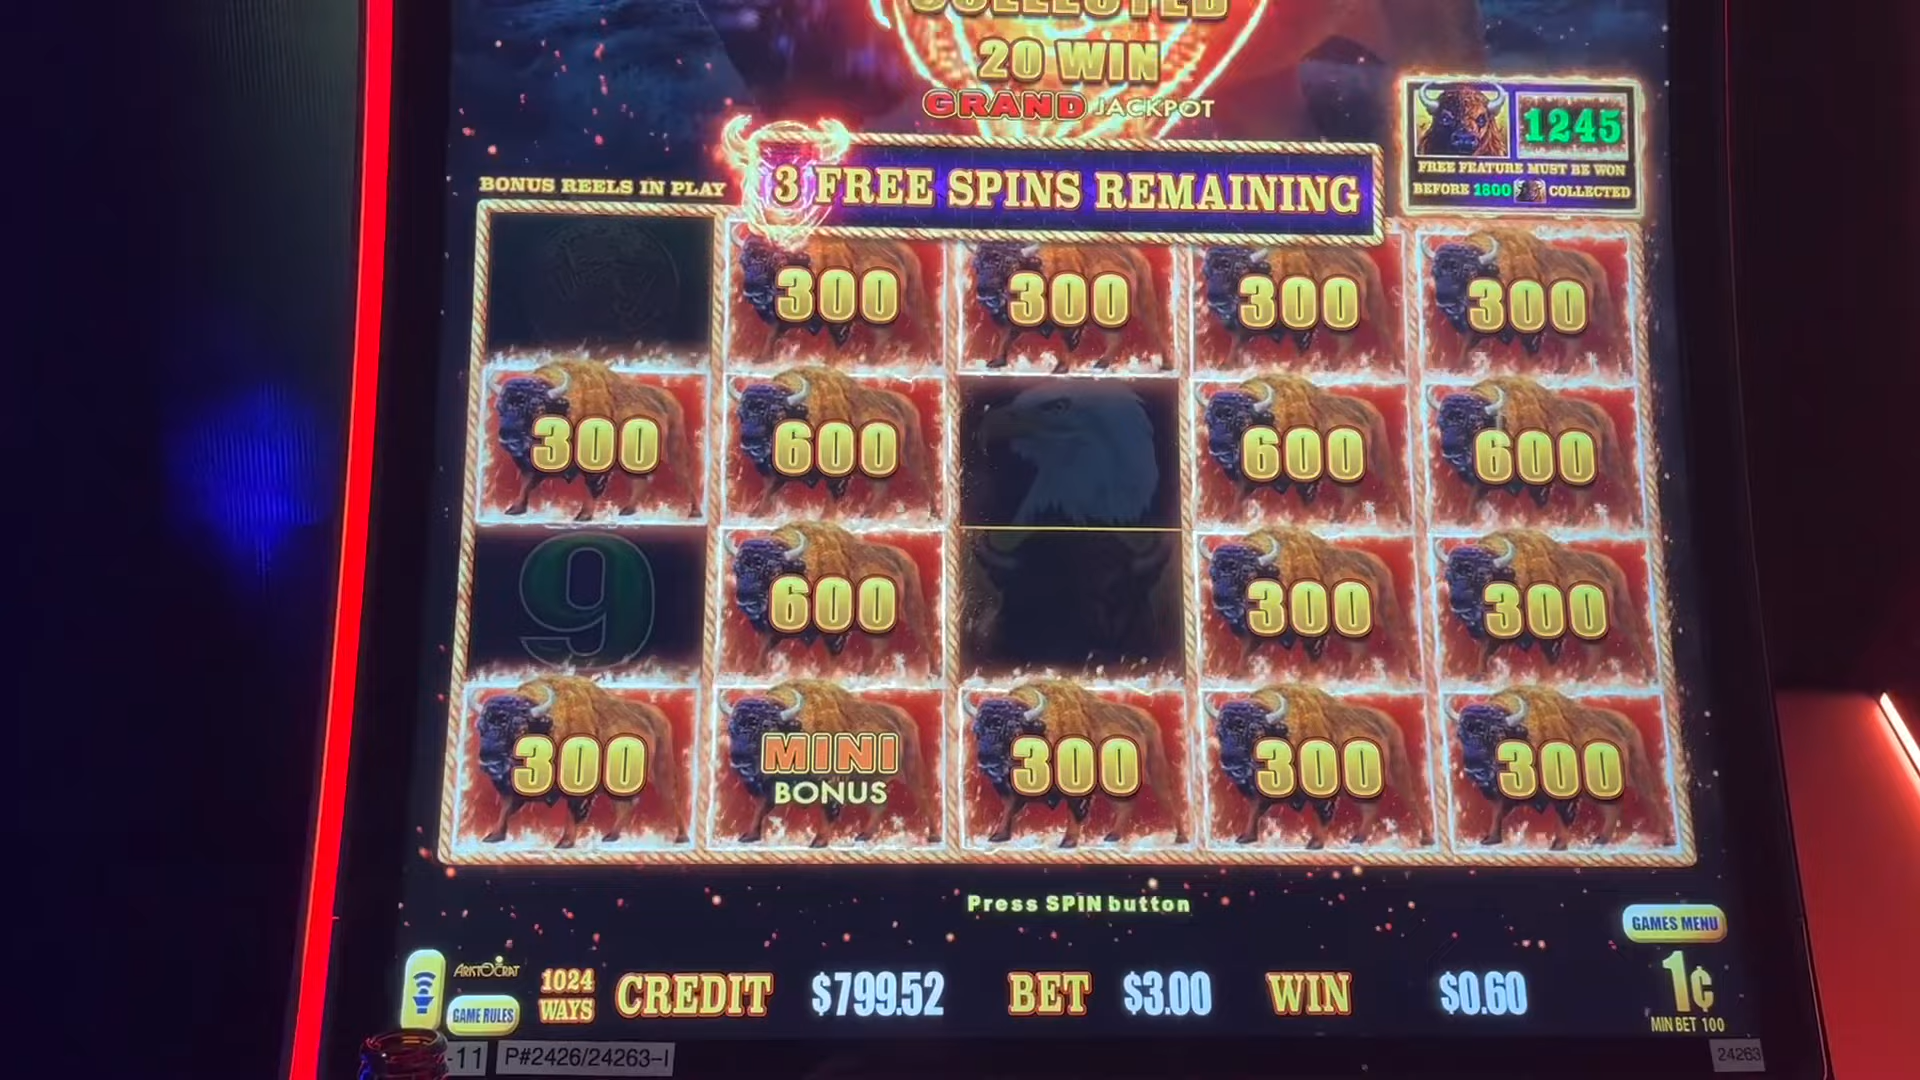 COLLECTED
20 WIN
GRAND JACKPOT
1245
FREE FEATURE MUST BE WON
BEFORE 1800 COLLECTED
BONUS REELS IN PLAY
3 FREE SPINS REMAINING
300 300 300 300
300 600 600 600
9 600 300 300
300 MINI BONUS 300 300 300
Press SPIN button
GAMES MENU
ARISTOCRAT
GAME RULES
1024 WAYS
CREDIT $799.52 BET $3.00 WIN $0.60
1¢
MIN BET 100
-11
P#2426/24263-I
24263